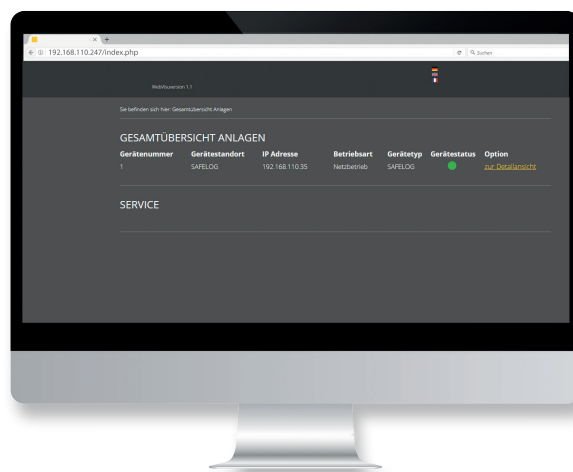 192.168.110.247/index.php
Suchen
WebVisuversion 1.1
Sie befinden sich hier: Gesamtübersicht Anlagen
GESAMTÜBERSICHT ANLAGEN
Gerätenummer Gerätestandort IP Adresse Betriebsart Gerätetyp Gerätestatus Option
1 SAFELOG 192.168.110.35 Netzbetrieb SAFELOG zur Detailansicht
SERVICE